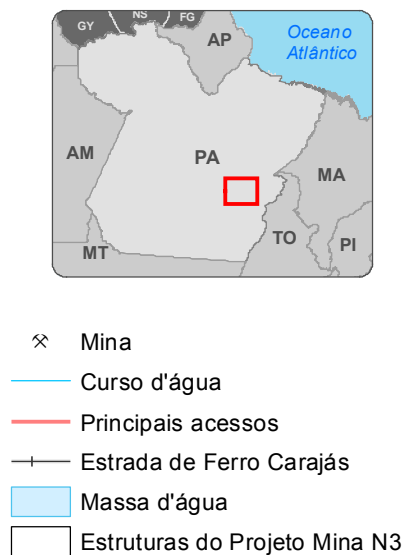 GY
NS
FG
AP
Oceano
Atlântico
AM
PA
MA
TO
PI
MT
Mina
Curso d'água
Principais acessos
Estrada de Ferro Carajás
Massa d'água
Estruturas do Projeto Mina N3